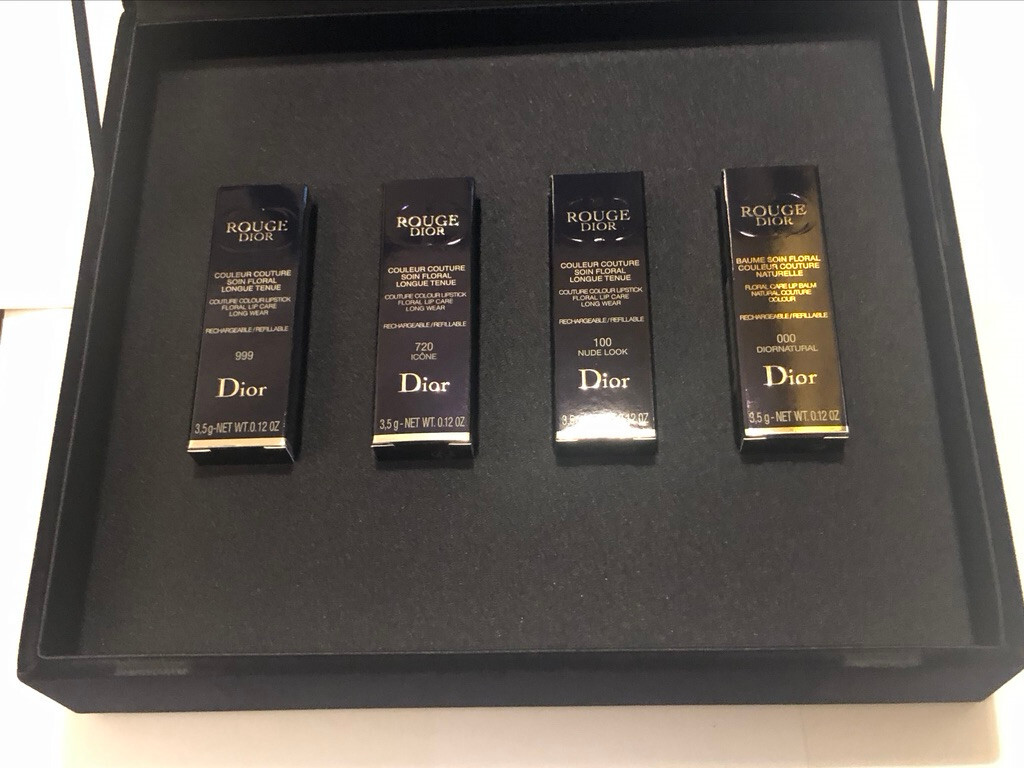 ROUGE
DIOR
COULEUR COUTURE
SOIN FLORAL
LONGUE TENUE
COUTURE COLOUR LIPSTICK
FLORAL LIP CARE
LONG WEAR
RECHARGEABLE/REFILLABLE
999
Dior
3,5 g-NET WT. 0.12 OZ
ROUGE
DIOR
COULEUR COUTURE
SOIN FLORAL
LONGUE TENUE
COUTURE COLOUR LIPSTICK
FLORAL LIP CARE
LONG WEAR
RECHARGEABLE/REFILLABLE
720
ICÔNE
Dior
3,5 g-NET WT. 0.12 OZ
ROUGE
DIOR
COULEUR COUTURE
SOIN FLORAL
LONGUE TENUE
COUTURE COLOUR LIPSTICK
FLORAL LIP CARE
LONG WEAR
RECHARGEABLE/REFILLABLE
100
NUDE LOOK
Dior
OZ
ROUGE
DIOR
BAUME SOIN FLORAL
COULEUR COUTURE
NATURELLE
FLORAL CARE LIP BALM
NATURAL COUTURE
COLOUR
RECHARGEABLE/REFILLABLE
000
DIORNATURAL
Dior
3,5 g-NET WT. 0.12 OZ